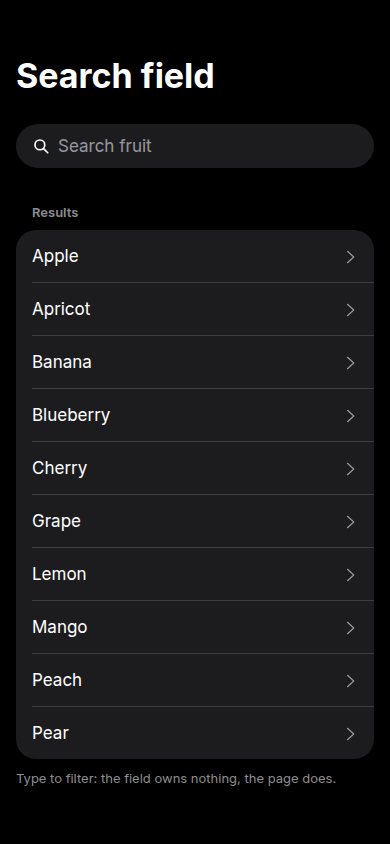 Search field
Search fruit
Results
Apple
Apricot
Banana
Blueberry
Cherry
Grape
Lemon
Mango
Peach
Pear
Type to filter: the field owns nothing, the page does.